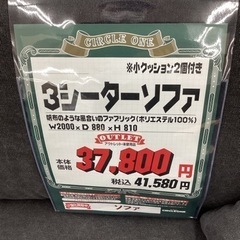 CIRCLE ONE
※小クッション2個付き
3シーターソファ
帆布のような風合いのファブリック(ポリエステル100%)
W2000×D 880×H 810
OUTLET
本体価格 37,800円
税込 41,580円
ソファ